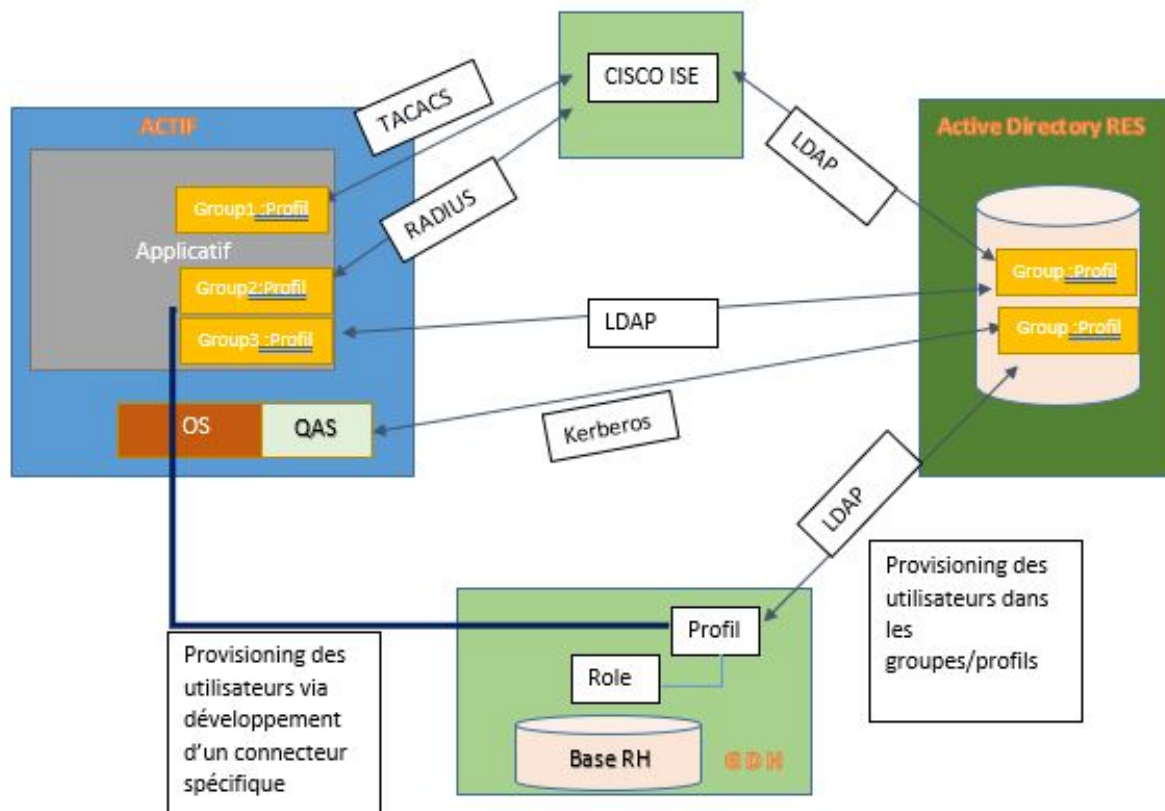 CISCO ISE
TACACS
RADIUS
LDAP
ACTIF
Group1 :Profil
Applicatif
Group2:Profil
Group3 :Profil
OS
QAS
Active Directory RES
Group :Profil
Group :Profil
LDAP
Kerberos
LDAP
Provisioning des
utilisateurs dans
les
groupes/profils
Provisioning des
utilisateurs via
développement
d'un connecteur
spécifique
Profil
Role
Base RH
GDH